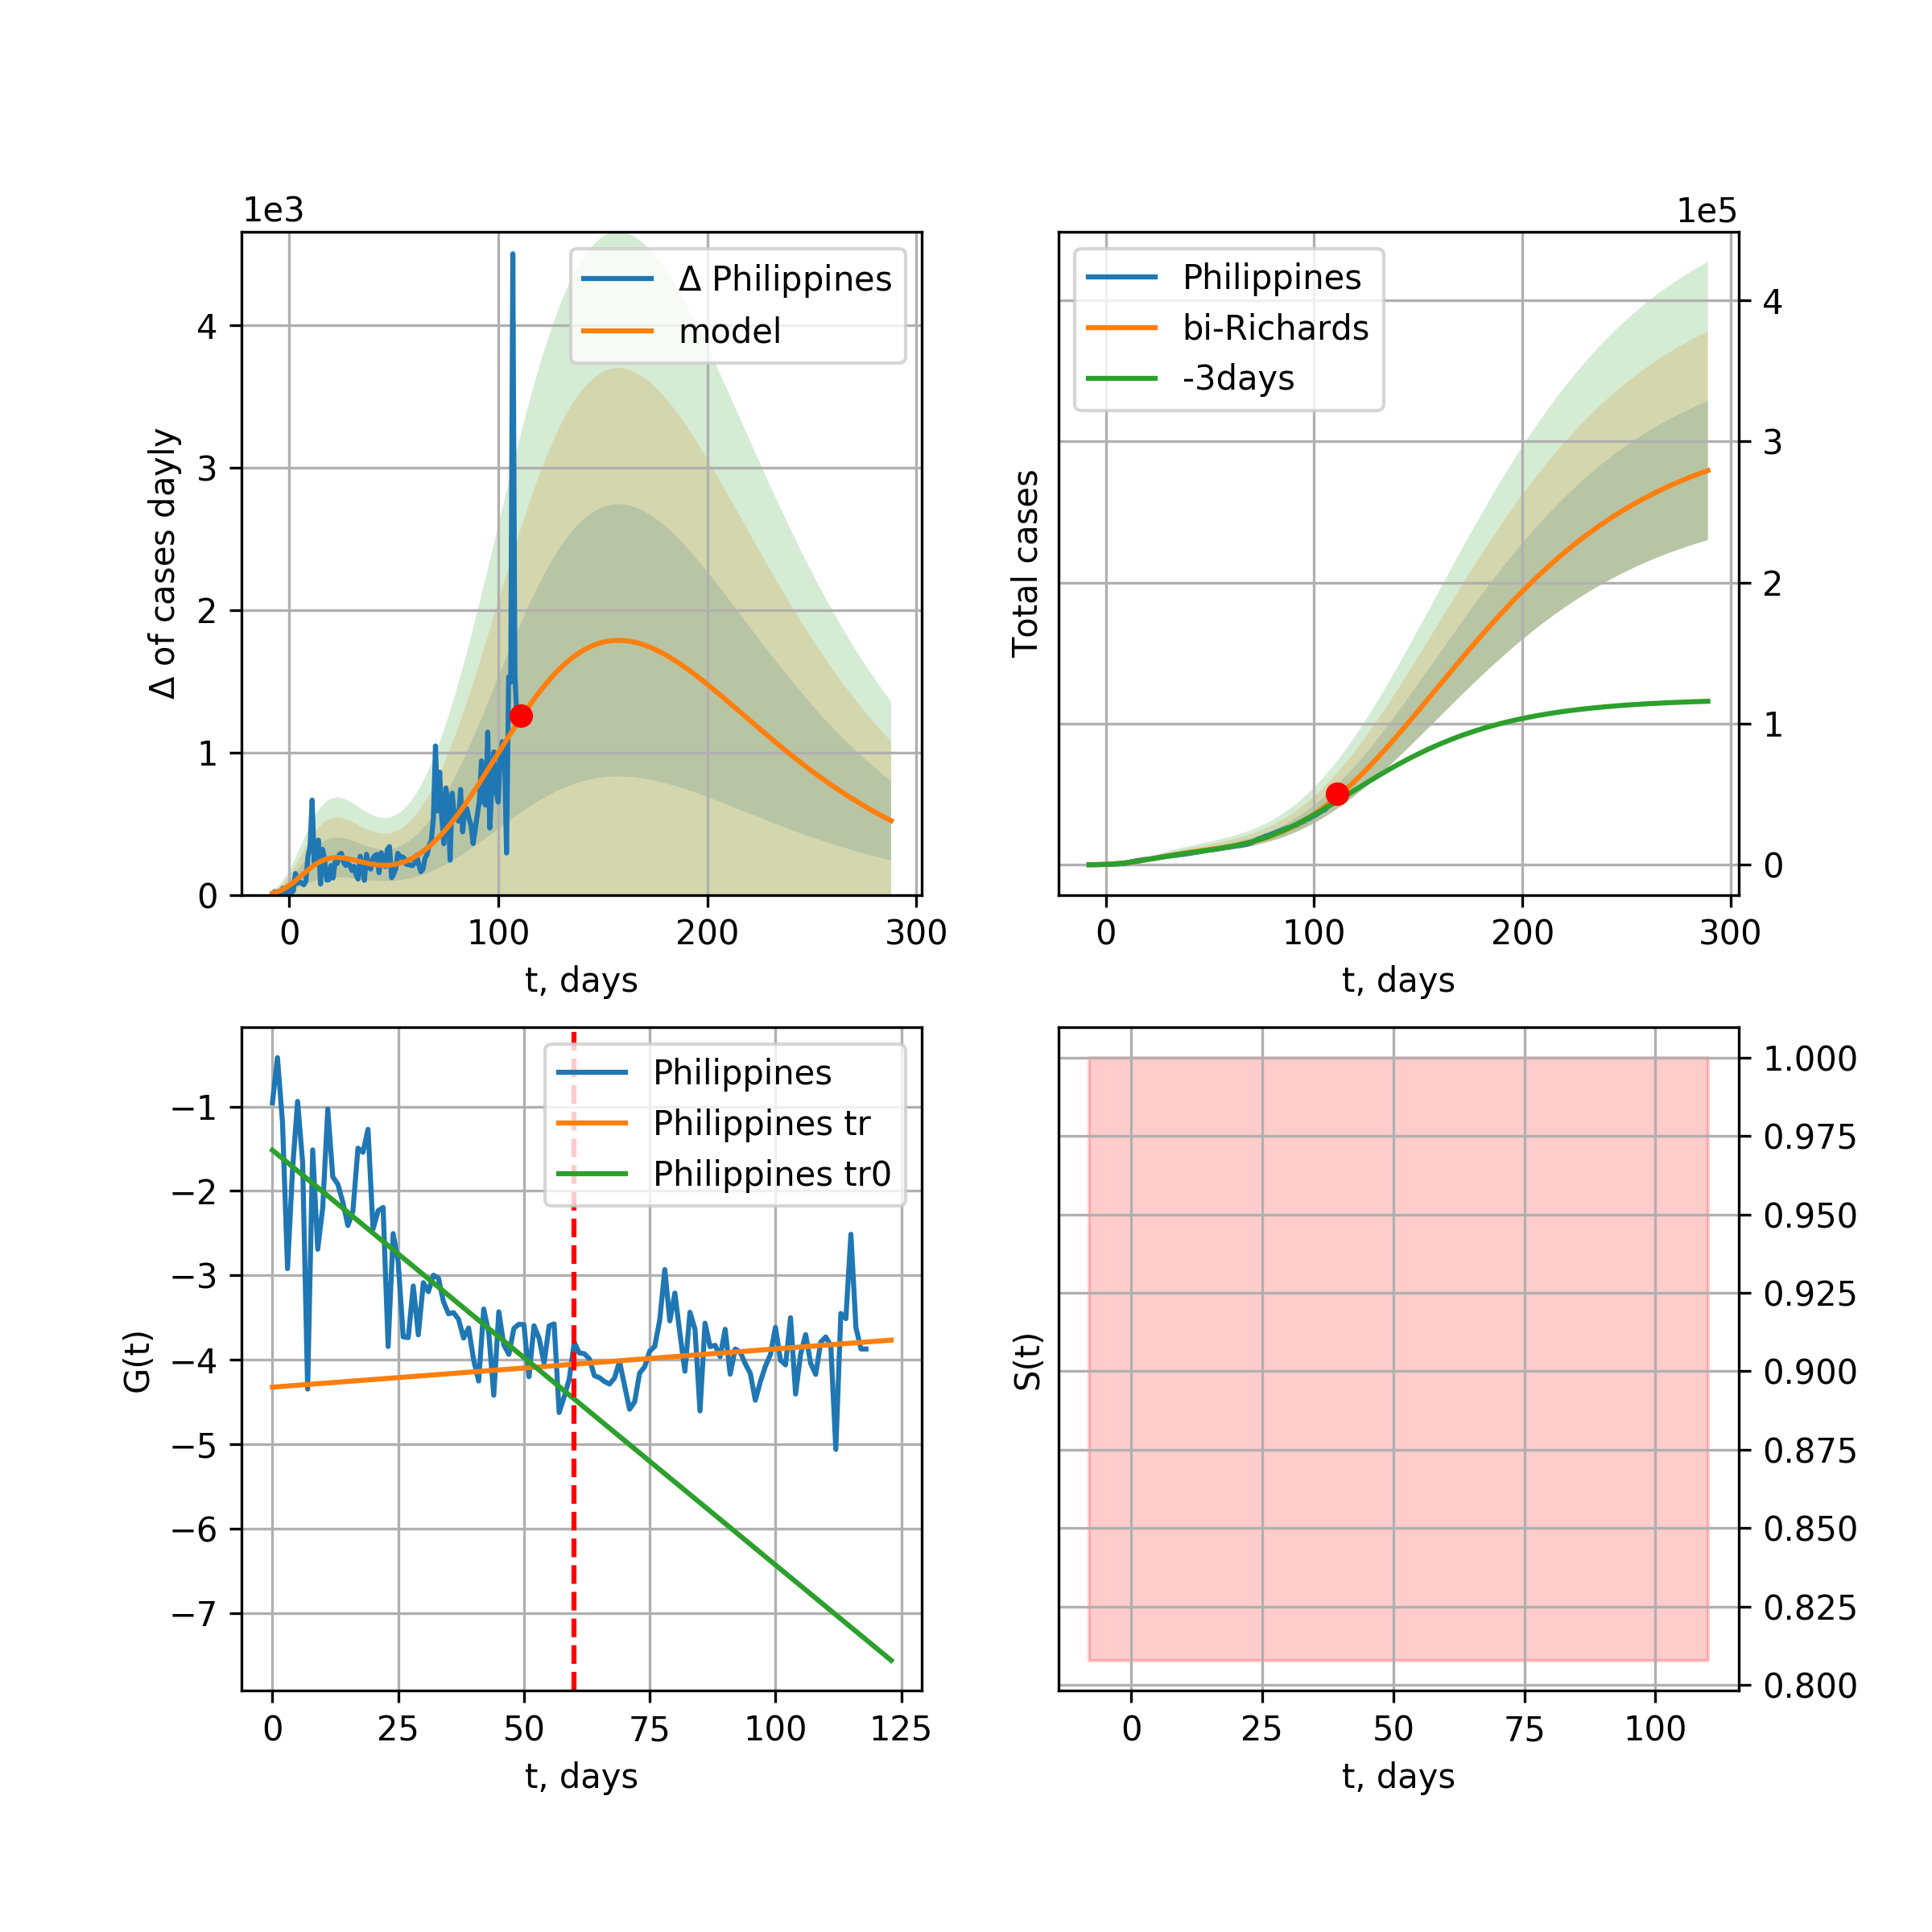 1e3
Δ Philippines
model
4
3
2
1
0
Δ of cases dayly
0
100
200
300
t, days
1e5
Philippines
bi-Richards
-3days
4
3
2
1
0
Total cases
0
100
200
300
t, days
Philippines
Philippines tr
Philippines tr0
−1
−2
−3
−4
−5
−6
−7
G(t)
0
25
50
75
100
125
t, days
1.000
0.975
0.950
0.925
0.900
0.875
0.850
0.825
0.800
S(t)
0
25
50
75
100
t, days